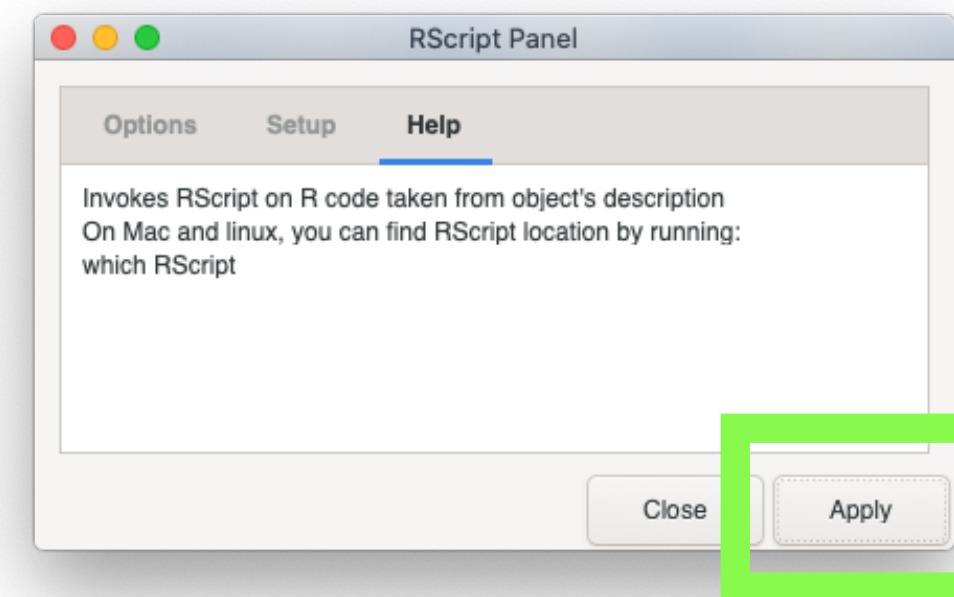 RScript Panel
Options Setup Help
Invokes RScript on R code taken from object's description
On Mac and linux, you can find RScript location by running:
which RScript
Close Apply